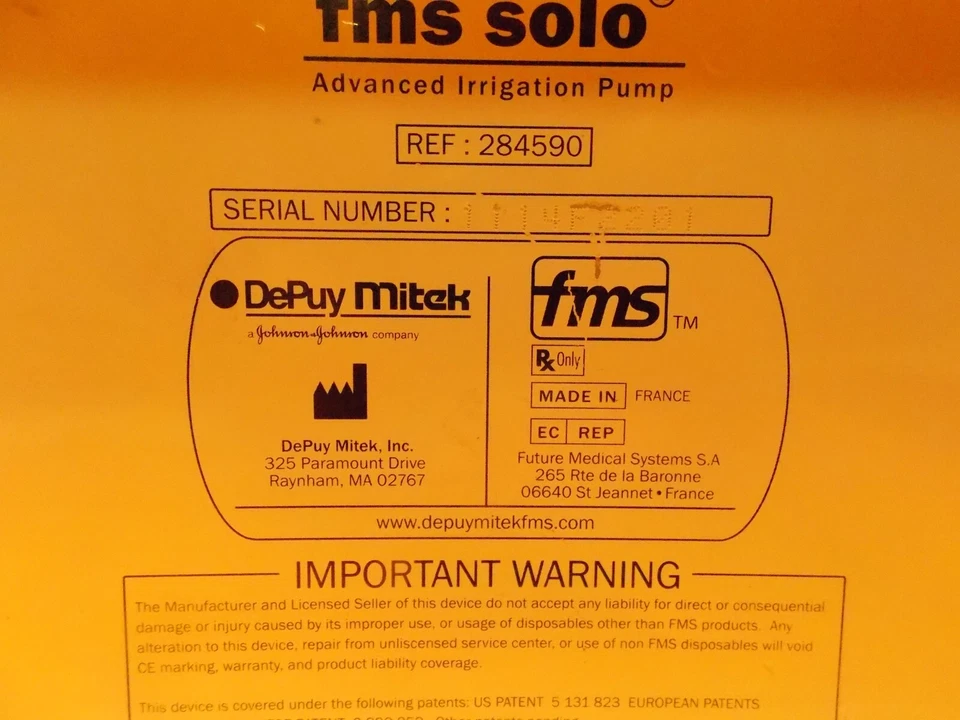 fms solo®
Advanced Irrigation Pump
REF : 284590
SERIAL NUMBER :
DePuy Mitek
a Johnson & Johnson company
DePuy Mitek, Inc.
325 Paramount Drive
Raynham, MA 02767
fms TM
Rx Only
MADE IN FRANCE
EC REP
Future Medical Systems S.A
265 Rte de la Baronne
06640 St Jeannet • France
www.depuymitekfms.com
IMPORTANT WARNING
The Manufacturer and Licensed Seller of this device do not accept any liability for direct or consequential
damage or injury caused by its improper use, or usage of disposables other than FMS products. Any
alteration to this device, repair from unliscensed service center, or use of non FMS disposables will void
CE marking, warranty, and product liability coverage.
This device is covered under the following patents: US PATENT 5 131 823 EUROPEAN PATENTS